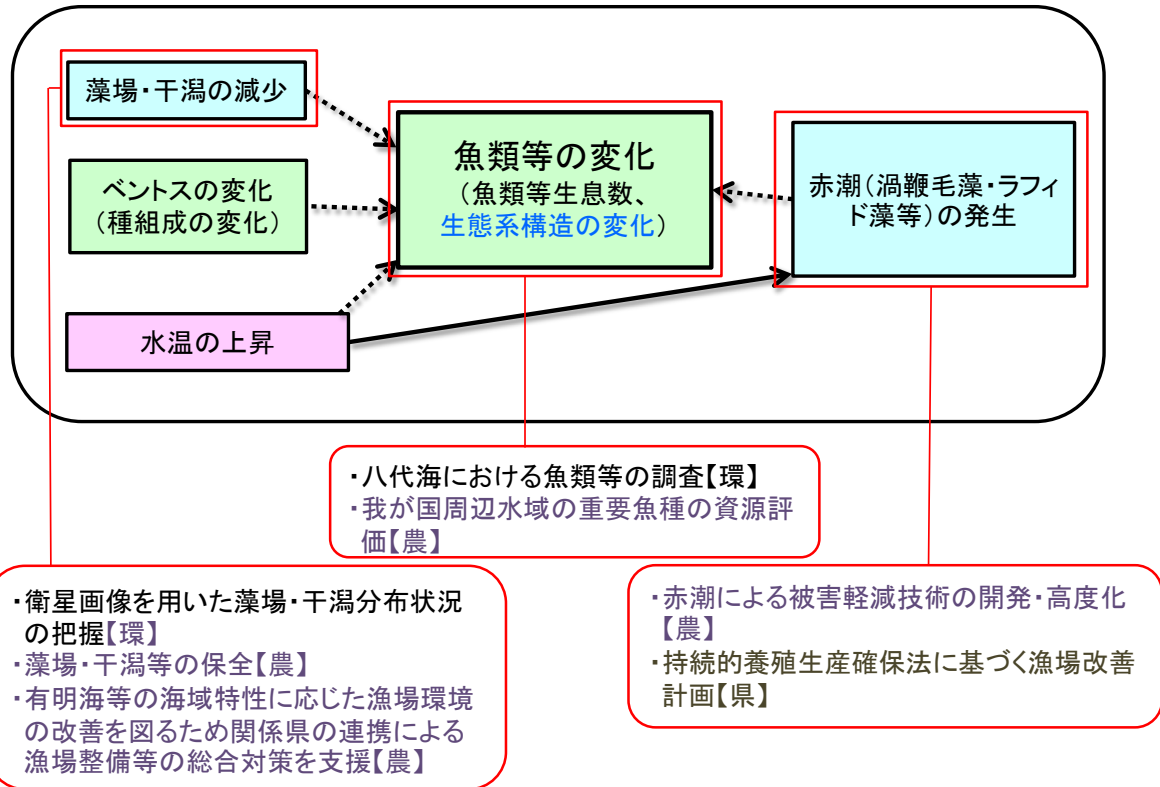 藻場・干潟の減少
ベントスの変化
（種組成の変化）
水温の上昇
魚類等の変化
（魚類等生息数、
生態系構造の変化）
赤潮（渦鞭毛藻・ラフィ
ド藻等）の発生
・八代海における魚類等の調査【環】
・我が国周辺水域の重要魚種の資源評
価【農】
・衛星画像を用いた藻場・干潟分布状況
の把握【環】
・藻場・干潟等の保全【農】
・有明海等の海域特性に応じた漁場環境
の改善を図るため関係県の連携による
漁場整備等の総合対策を支援【農】
・赤潮による被害軽減技術の開発・高度化
【農】
・持続的養殖生産確保法に基づく漁場改善
計画【県】